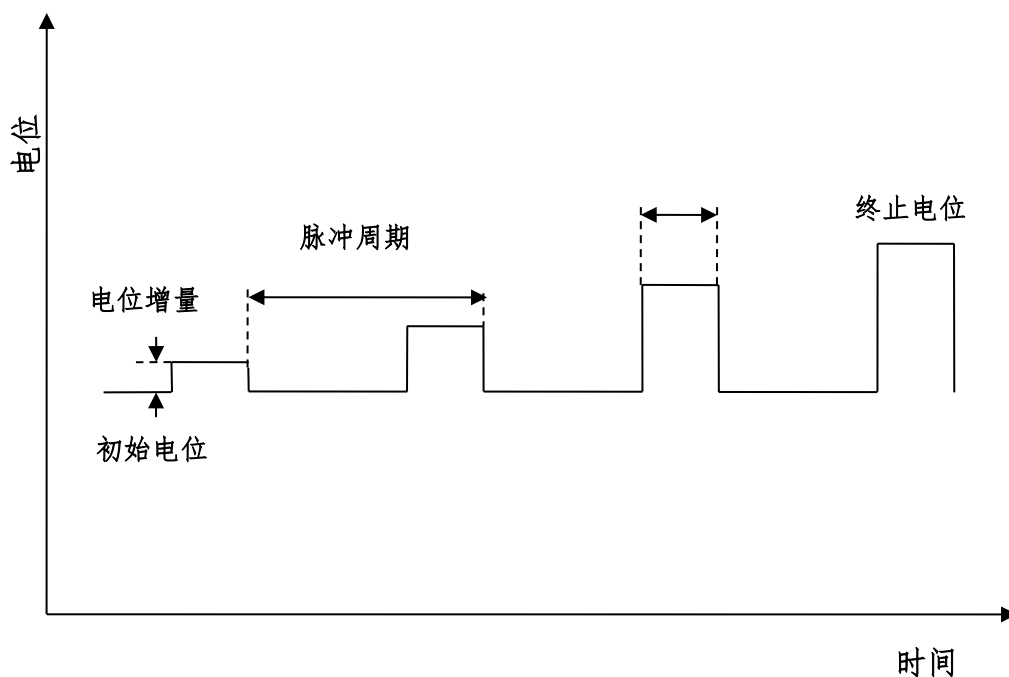 电位
终止电位
脉冲周期
电位增量
初始电位
时间